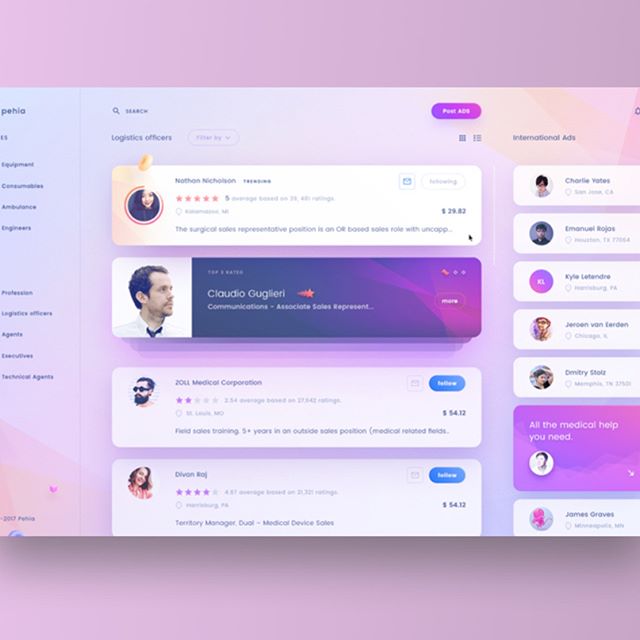 pehia
ES
Equipment
Consumables
Ambulance
Engineers
Profession
Logistics officers
Agents
Executives
Technical Agents
-2017 Pehia
SEARCH
Post ADS
Logistics officers
Filter by
Nathan Nicholson TRENDING
following
5 average based on 39, 481 ratings.
Kalamazoo, MI
$ 29.82
The surgical sales representative position is an OR based sales role with uncapp...
TOP 3 RATED
Claudio Guglieri
more
Communications – Associate Sales Represent...
ZOLL Medical Corporation
follow
2.54 average based on 27,642 ratings.
St. Louis, MO
$ 54.12
Field sales training. 5+ years in an outside sales position (medical related fields..
Divan Raj
follow
4.87 average based on 21,321 ratings.
Harrisburg, PA
$ 54.12
Territory Manager, Dual – Medical Device Sales
International Ads
Charlie Yates
San Jose, CA
Emanuel Rojas
Houston, TX 77064
KL
Kyle Letendre
Harrisburg, PA
Jeroen van Eerden
Chicago, IL
Dmitry Stolz
Memphis, TN 37501
All the medical help
you need.
James Graves
Minneapolis, MN